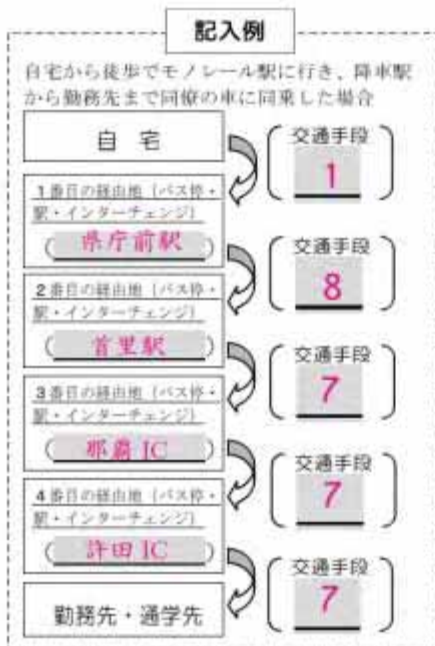 記入例
自宅から徒歩でモノレール駅に行き、降車駅
から勤務先まで同僚の車に同乗した場合
自宅
交通手段
1
1番目の経由地（バス停・
駅・インターチェンジ）
（県庁前駅）
交通手段
8
2番目の経由地（バス停・
駅・インターチェンジ）
（首里駅）
交通手段
7
3番目の経由地（バス停・
駅・インターチェンジ）
（那覇IC）
交通手段
7
4番目の経由地（バス停・
駅・インターチェンジ）
（許田IC）
交通手段
7
勤務先・通学先